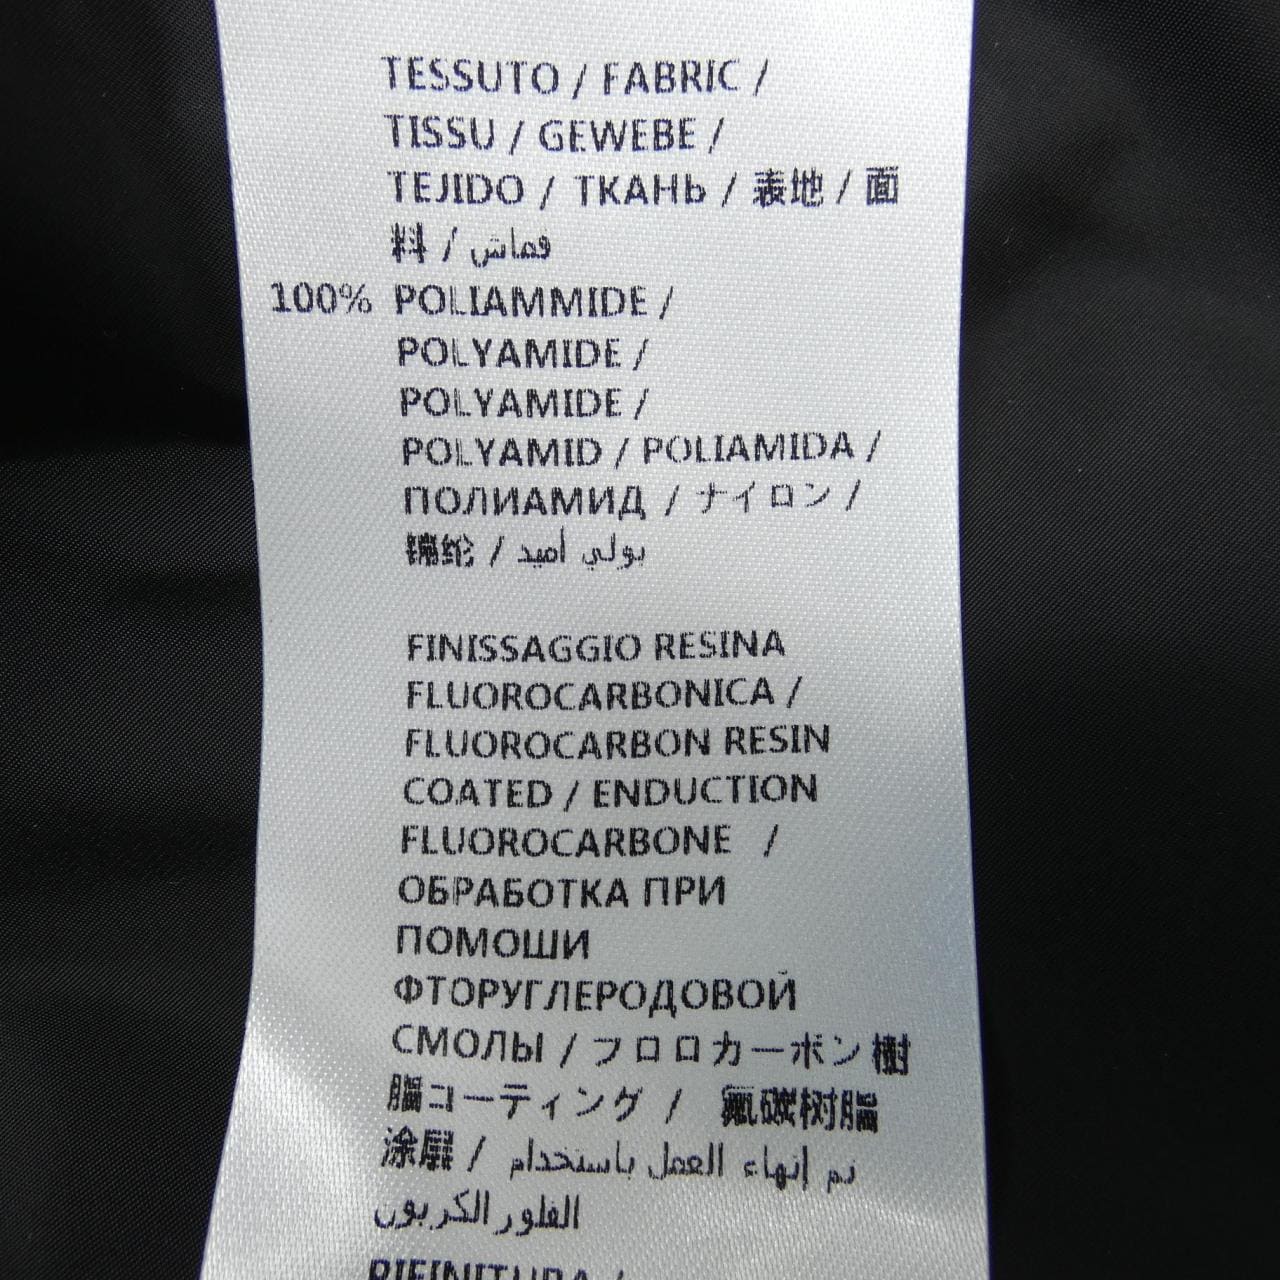 TESSUTO / FABRIC /
TISSU / GEWEBE /
TEJIDO / ТКАНЬ / 表地 / 面
料 / قماش
100% POLIAMMIDE /
POLYAMIDE /
POLYAMIDE /
POLYAMID / POLIAMIDA /
ПОЛИАМИД / ナイロン /
锦纶 / بولي أميد
FINISSAGGIO RESINA
FLUOROCARBONICA /
FLUOROCARBON RESIN
COATED / ENDUCTION
FLUOROCARBONE /
ОБРАБОТКА ПРИ
ПОМОШИ
ФТОРУГЛЕРОДОВОЙ
СМОЛЫ / フロロカーボン樹
脂コーティング / 氟碳树脂
涂层 / تم إنهاء العمل باستخدام
الفلور الكربون
RIFINITURA /